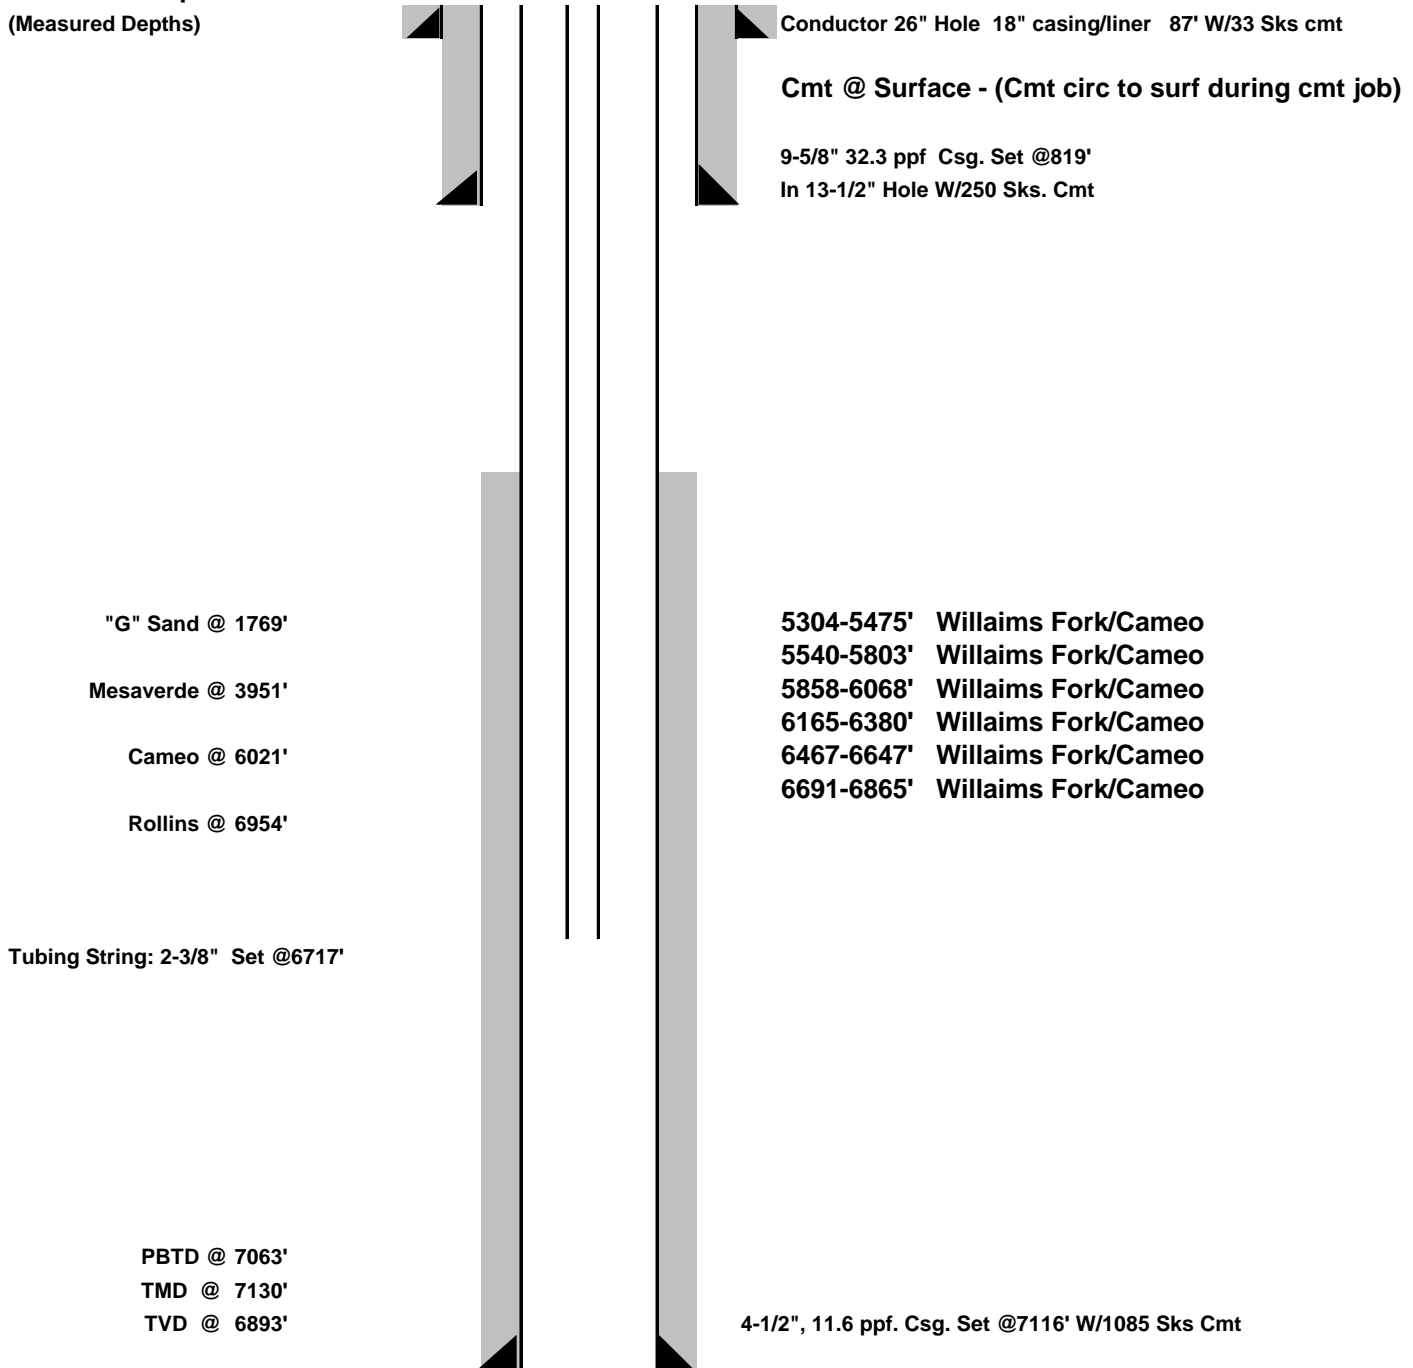 (Measured Depths)
Conductor 26" Hole 18" casing/liner 87' W/33 Sks cmt
Cmt @ Surface - (Cmt circ to surf during cmt job)
9-5/8" 32.3 ppf Csg. Set @819'
In 13-1/2" Hole W/250 Sks. Cmt
"G" Sand @ 1769'
Mesaverde @ 3951'
Cameo @ 6021'
Rollins @ 6954'
5304-5475' Willaims Fork/Cameo
5540-5803' Willaims Fork/Cameo
5858-6068' Willaims Fork/Cameo
6165-6380' Willaims Fork/Cameo
6467-6647' Willaims Fork/Cameo
6691-6865' Willaims Fork/Cameo
Tubing String: 2-3/8" Set @6717'
PBTD @ 7063'
TMD @ 7130'
TVD @ 6893'
4-1/2", 11.6 ppf. Csg. Set @7116' W/1085 Sks Cmt